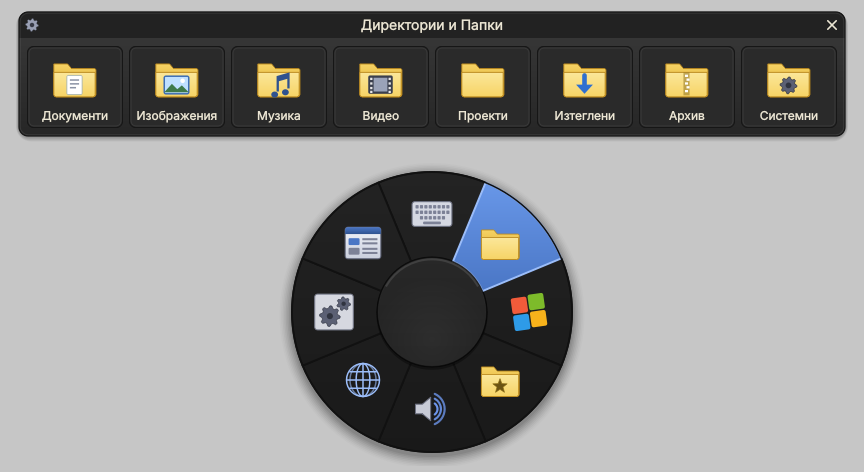 Директории и Папки
Документи
Изображения
Музика
Видео
Проекти
Изтеглени
Архив
Системни